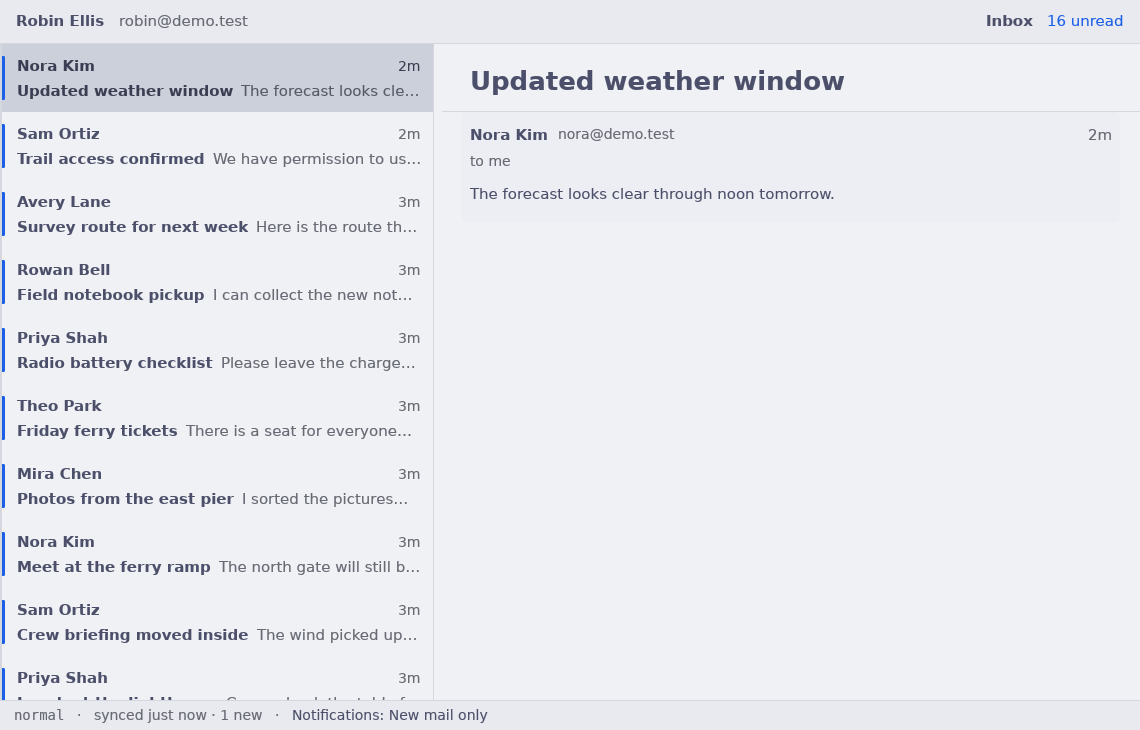 Robin Ellis robin@demo.test
Inbox 16 unread
Nora Kim 2m
Updated weather window The forecast looks cle...
Sam Ortiz 2m
Trail access confirmed We have permission to us...
Avery Lane 3m
Survey route for next week Here is the route th...
Rowan Bell 3m
Field notebook pickup I can collect the new not...
Priya Shah 3m
Radio battery checklist Please leave the charge...
Theo Park 3m
Friday ferry tickets There is a seat for everyone...
Mira Chen 3m
Photos from the east pier I sorted the pictures...
Nora Kim 3m
Meet at the ferry ramp The north gate will still b...
Sam Ortiz 3m
Crew briefing moved inside The wind picked up...
Priya Shah 3m
Updated weather window
Nora Kim nora@demo.test 2m
to me
The forecast looks clear through noon tomorrow.
normal · synced just now · 1 new · Notifications: New mail only